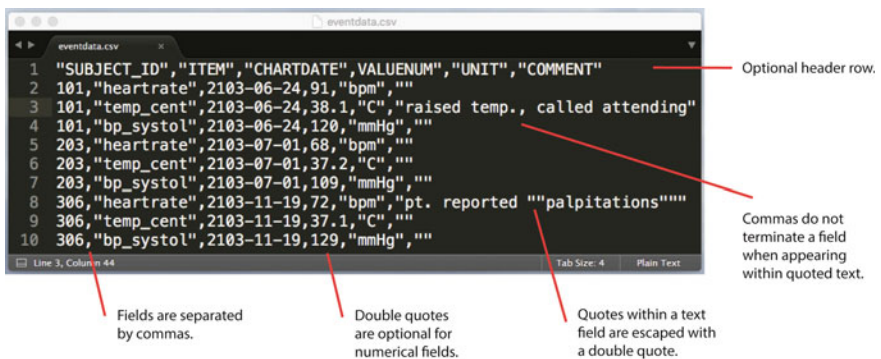 eventdata.csv
eventdata.csv ×
1 "SUBJECT_ID","ITEM","CHARTDATE",VALUENUM","UNIT","COMMENT"
2 101,"heartrate",2103-06-24,91,"bpm",""
3 101,"temp_cent",2103-06-24,38.1,"C","raised temp., called attending"
4 101,"bp_systol",2103-06-24,120,"mmHg",""
5 203,"heartrate",2103-07-01,68,"bpm",""
6 203,"temp_cent",2103-07-01,37.2,"C",""
7 203,"bp_systol",2103-07-01,109,"mmHg",""
8 306,"heartrate",2103-11-19,72,"bpm","pt. reported ""palpitations"""
9 306,"temp_cent",2103-11-19,37.1,"C",""
10 306,"bp_systol",2103-11-19,129,"mmHg",""
Line 3, Column 44
Tab Size: 4
Plain Text
Optional header row.
Commas do not
terminate a field
when appearing
within quoted text.
Fields are separated
by commas.
Double quotes
are optional for
numerical fields.
Quotes within a text
field are escaped with
a double quote.